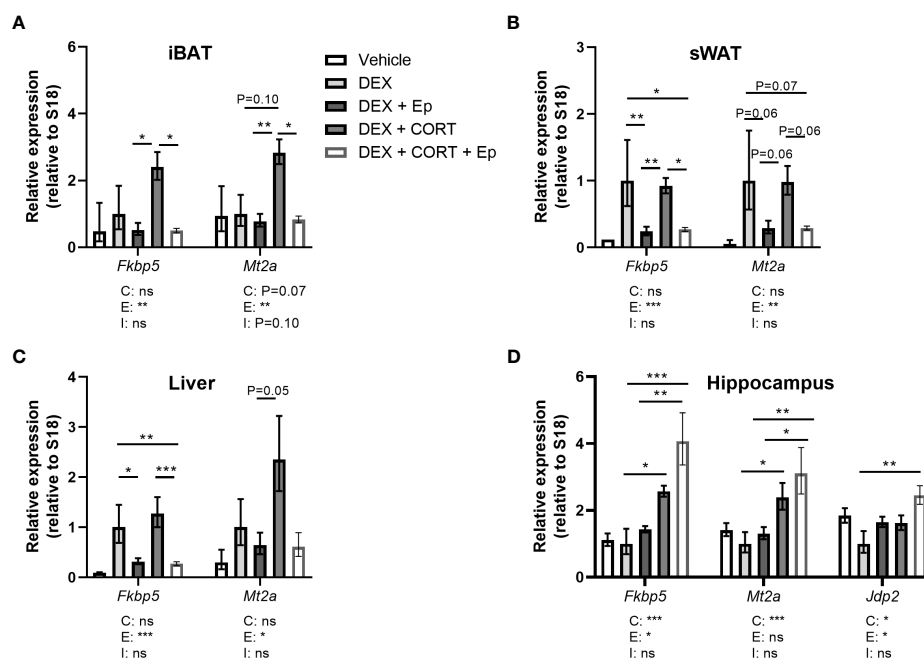 A
iBAT
Relative expression
(relative to S18)
6
4
2
0
P=0.10
*
*
**
*
Fkbp5
Mt2a
C: ns
E: **
I: ns
C: P=0.07
E: **
I: P=0.10
Vehicle
DEX
DEX + Ep
DEX + CORT
DEX + CORT + Ep
B
sWAT
Relative expression
(relative to S18)
3
2
1
0
*
**
**
*
P=0.07
P=0.06
P=0.06
P=0.06
Fkbp5
Mt2a
C: ns
E: ***
I: ns
C: ns
E: **
I: ns
C
Liver
Relative expression
(relative to S18)
4
3
2
1
0
**
*
***
P=0.05
Fkbp5
Mt2a
C: ns
E: ***
I: ns
C: ns
E: *
I: ns
D
Hippocampus
Relative expression
(relative to S18)
6
4
2
0
***
**
*
**
*
*
**
Fkbp5
Mt2a
Jdp2
C: ***
E: *
I: ns
C: ***
E: ns
I: ns
C: *
E: *
I: ns